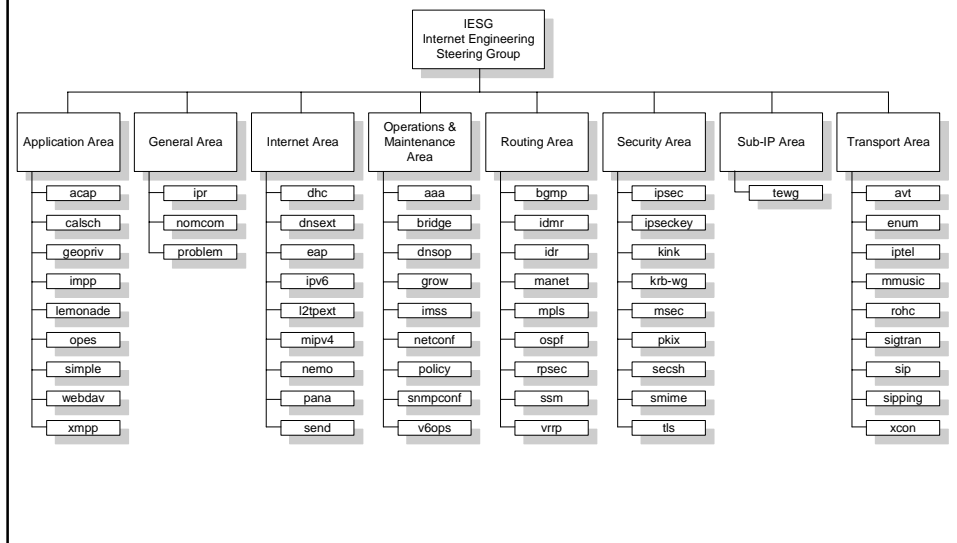 IESG
Internet Engineering
Steering Group
Application Area
acap
calsch
geopriv
impp
lemonade
opes
simple
webdav
xmpp
General Area
ipr
nomcom
problem
Internet Area
dhc
dnsext
eap
ipv6
l2tpext
mipv4
nemo
pana
send
Operations &
Maintenance
Area
aaa
bridge
dnsop
grow
imss
netconf
policy
snmpconf
v6ops
Routing Area
bgmp
idmr
idr
manet
mpls
ospf
rpsec
ssm
vrrp
Security Area
ipsec
ipseckey
kink
krb-wg
msec
pkix
secsh
smime
tls
Sub-IP Area
tewg
Transport Area
avt
enum
iptel
mmusic
rohc
sigtran
sip
sipping
xcon